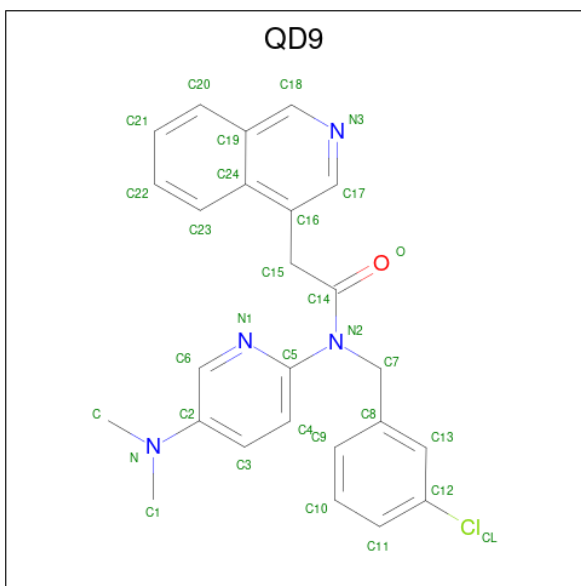 QD9
C20 C18
C21 C19 N N3
C22 C24 C17
C23 C16
C15 O O
C14
N1 N N N2
C6 C5 C7
C C2 C4 C9 C8 C13
N N C3 C12
C1 C10 Cl CL
C11